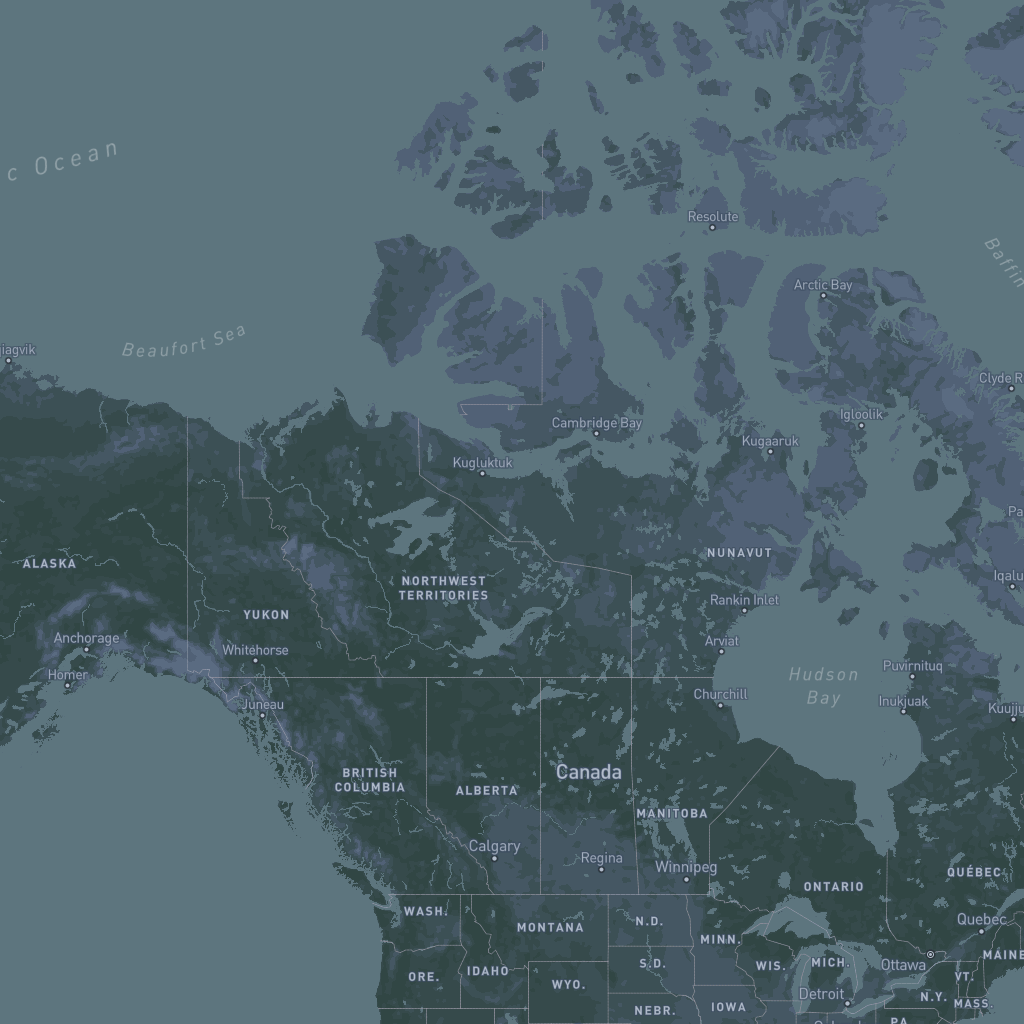 c Ocean
Resolute
Baffin
Arctic Bay
Beaufort Sea
iagvik
Clyde R
Igloolik
Cambridge Bay
Kugaaruk
Kugluktuk
Pa
NUNAVUT
ALASKA
Iqalu
NORTHWEST
TERRITORIES
Rankin Inlet
YUKON
Anchorage
Arviat
Whitehorse
Puvirnituq
Homer
Hudson
Bay
Churchill
Juneau
Inukjuak
Kuujju
Canada
BRITISH
COLUMBIA
ALBERTA
MANITOBA
Calgary
Regina
Winnipeg
QUÉBEC
ONTARIO
WASH.
N.D.
Quebec
MONTANA
MINN.
MAINE
S.D.
WIS.
MICH.
Ottawa
IDAHO
ORE.
VT.
WYO.
Detroit
N.Y.
MASS.
NEBR.
IOWA
PA.